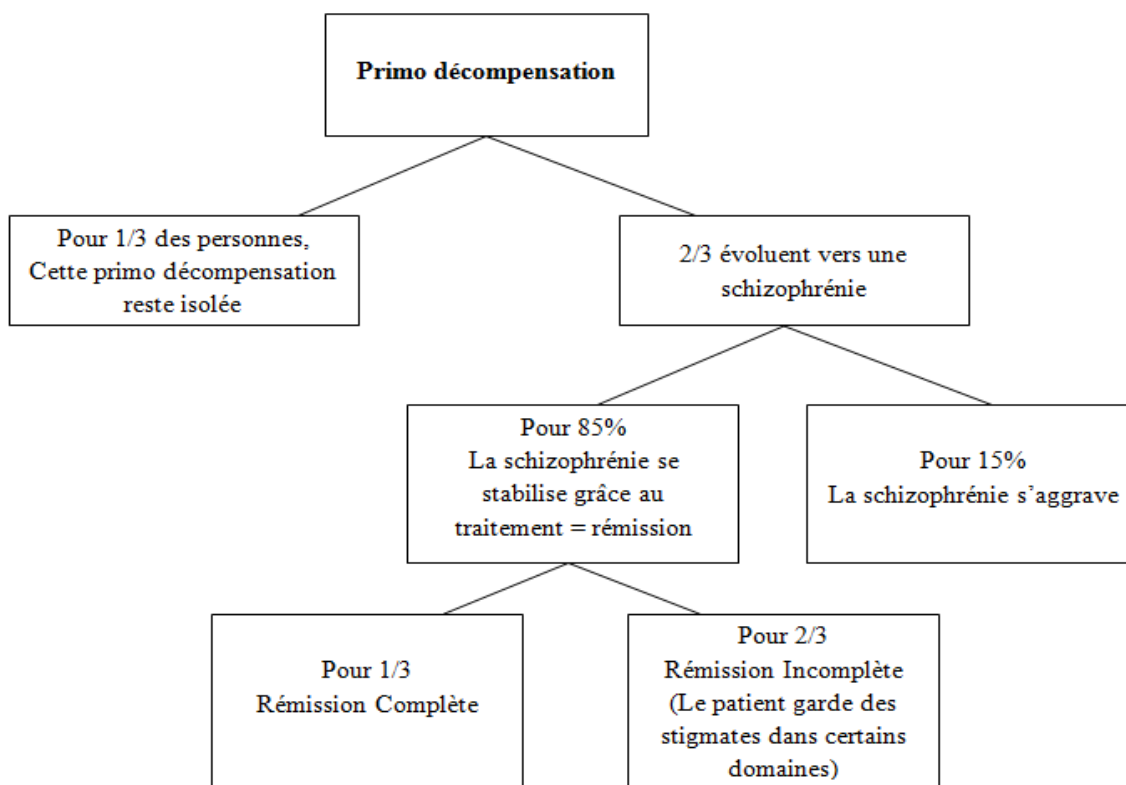 Primo décompensation
Pour 1/3 des personnes,
Cette primo décompensation
reste isolée
2/3 évoluent vers une
schizophrénie
Pour 85%
La schizophrénie se
stabilise grâce au
traitement = rémission
Pour 15%
La schizophrénie s'aggrave
Pour 1/3
Rémission Complète
Pour 2/3
Rémission Incomplète
(Le patient garde des
stigmates dans certains
domaines)